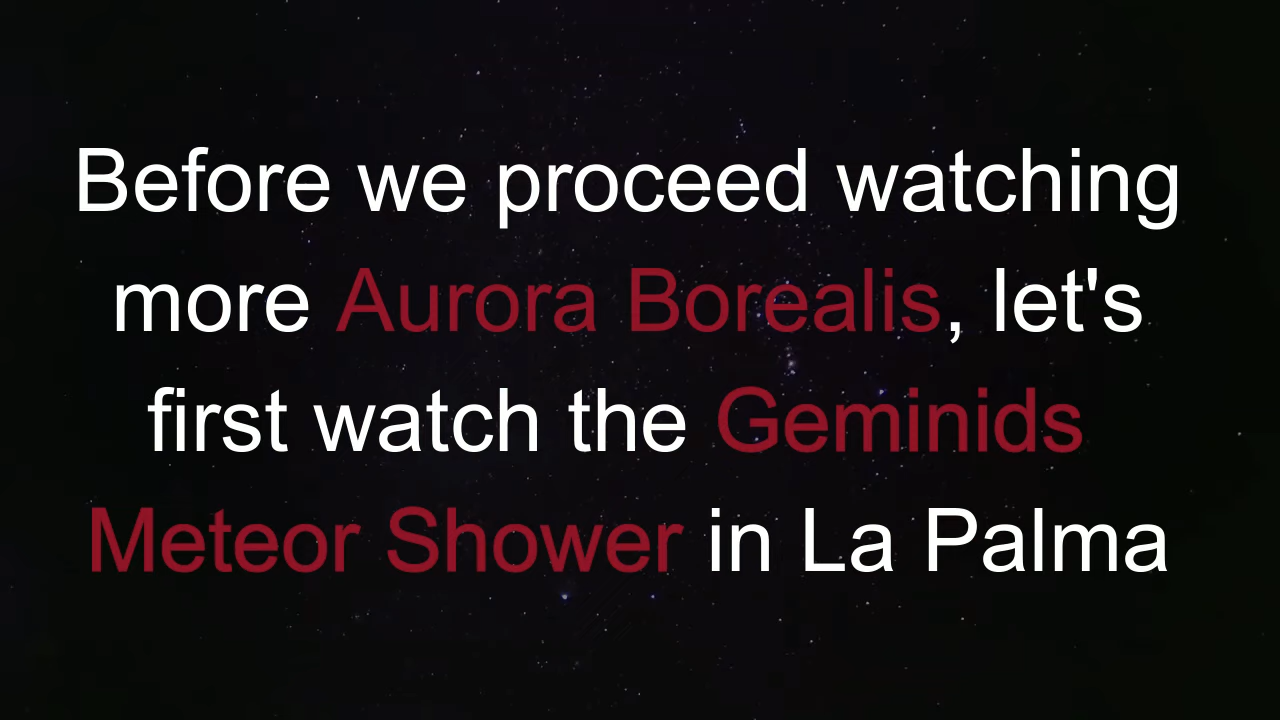 Before we proceed watching
more Aurora Borealis, let's
first watch the Geminids
Meteor Shower in La Palma